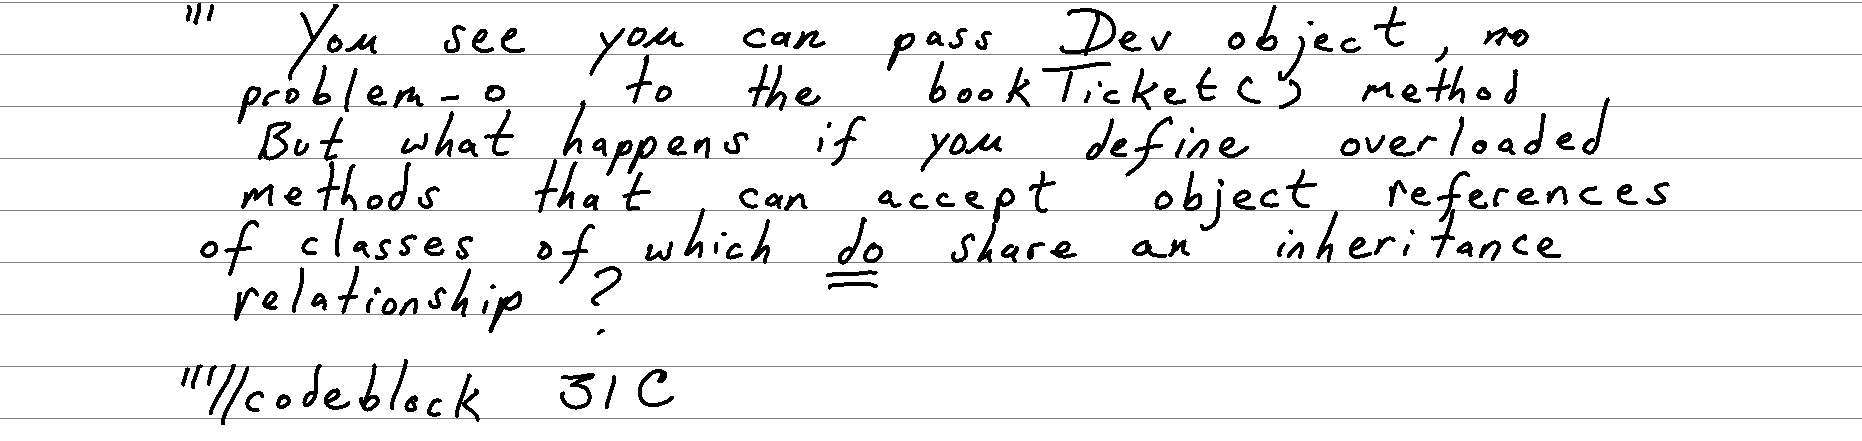 ''' You see you can pass Dev object, no
problem-o, to the bookTicket() method
But what happens if you define overloaded
methods that can accept object references
of classes of which do share an inheritance
relationship ?
'''//codeblock 31C